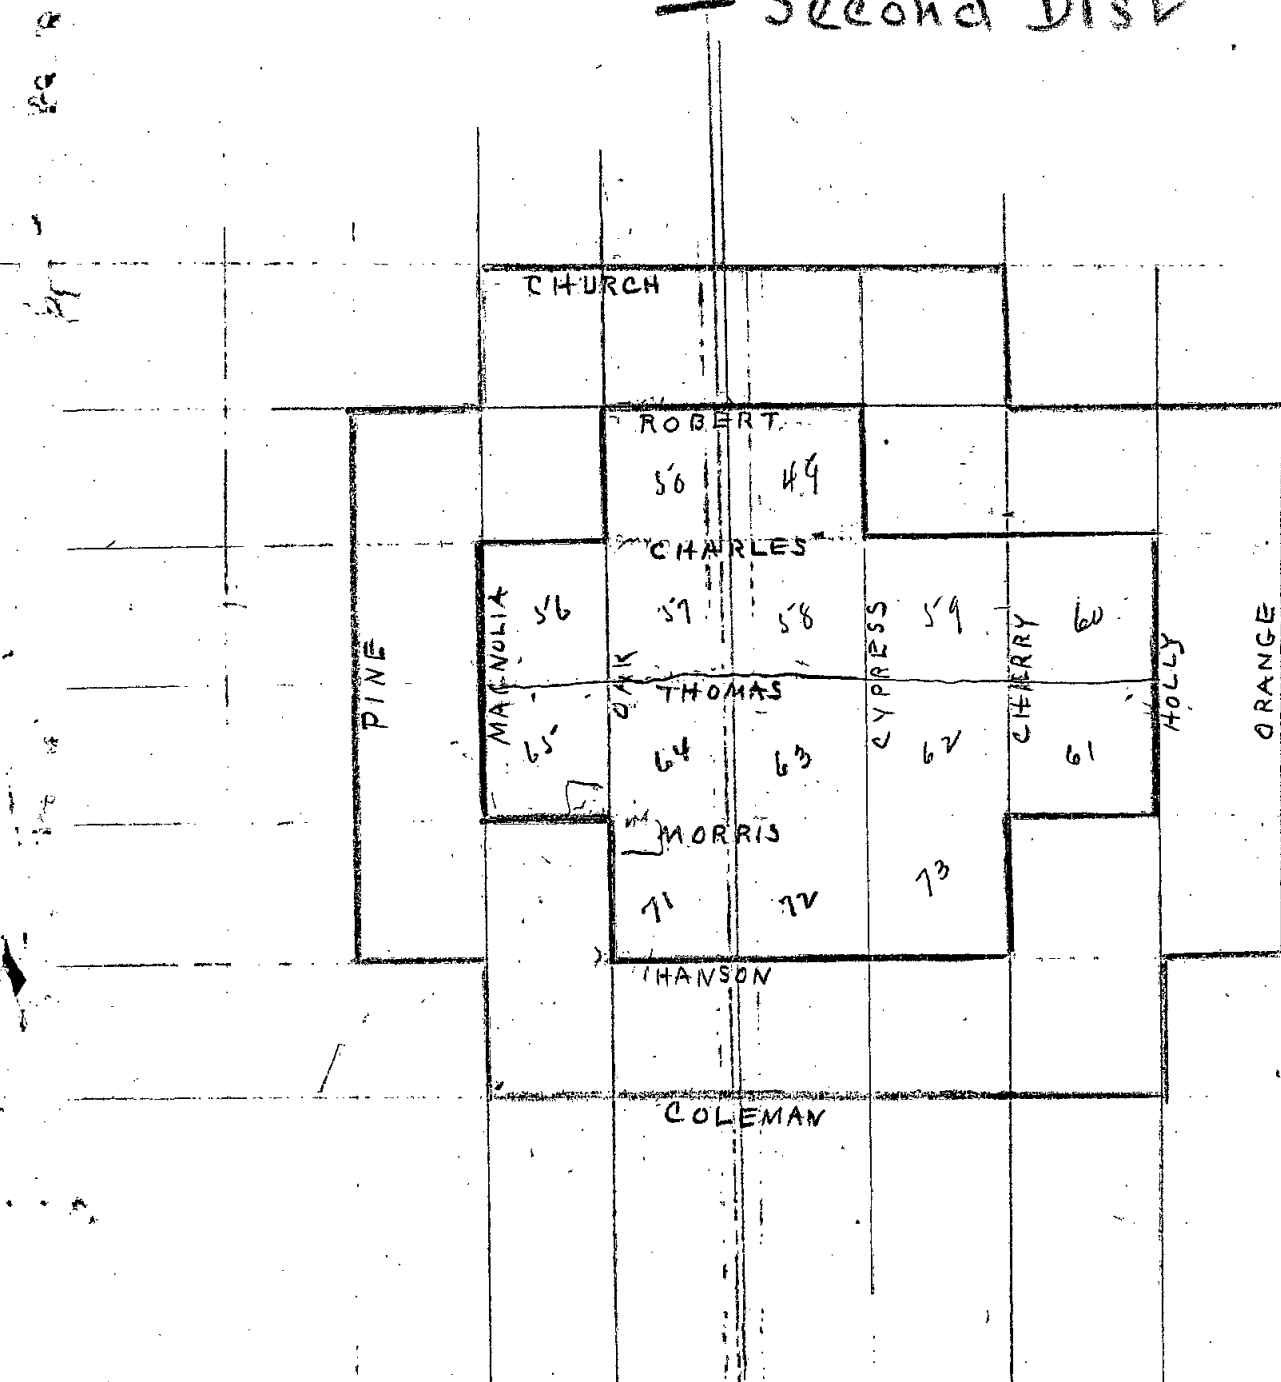 Second Dist
CHURCH
ROBERT
50 49
CHARLES
56 57 58 59 60
PINE
MAGNOLIA
OAK
THOMAS
CYPRESS
CHERRY
HOLLY
ORANGE
65 64 63 62 61
MORRIS
71 72 73
HANSON
COLEMAN